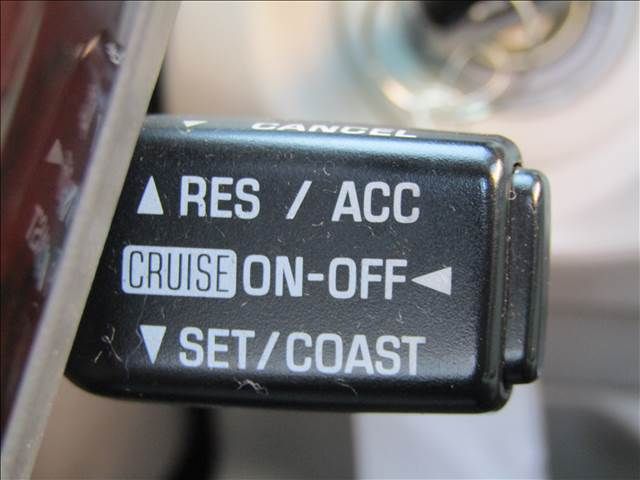 ▼ CANCEL
▲ RES / ACC
CRUISE ON-OFF ◀
▼ SET/COAST